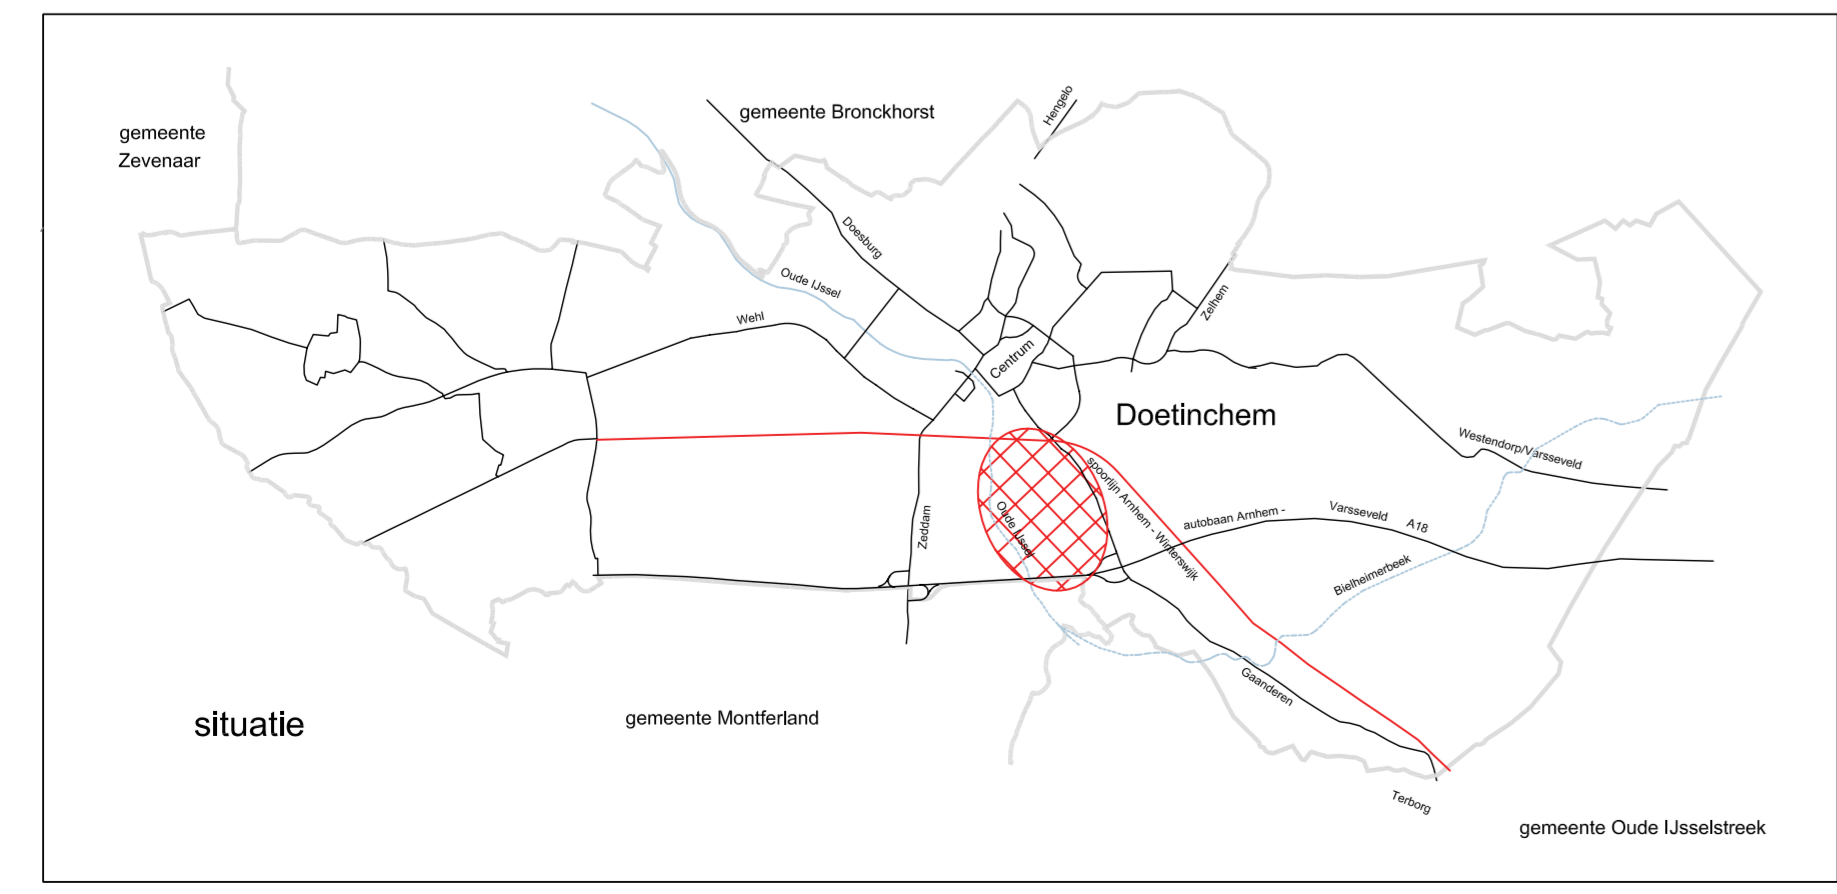 Hengelo
gemeente Bronckhorst
gemeente
Zevenaar
Doesburg
Oude IJssel
Zelhem
Wehl
Centrum
Doetinchem
Westendorp/Varsseveld
spoorlijn Arnhem - Winterswijk
Oude IJssel
Zeddam
autobaan Arnhem -
Varsseveld
A18
Bielheimerbeek
Gaanderen
situatie
gemeente Montferland
Terborg
gemeente Oude IJsselstreek